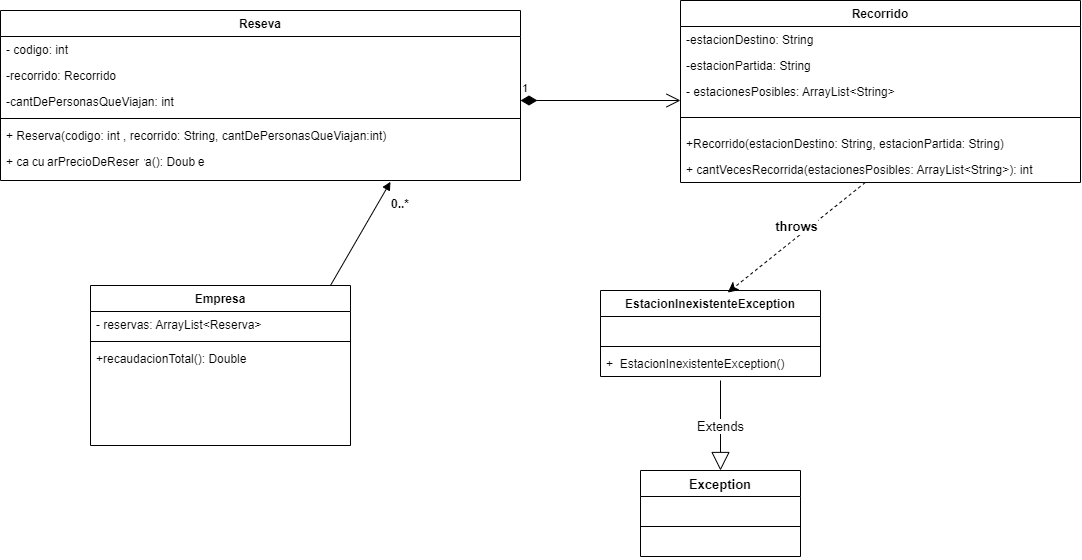 Reseva
- codigo: int
-recorrido: Recorrido
-cantDePersonasQueViajan: int
+ Reserva(codigo: int , recorrido: String, cantDePersonasQueViajan:int)
+ ca cu arPrecioDeReser a(): Doub e
1
Recorrido
-estacionDestino: String
-estacionPartida: String
- estacionesPosibles: ArrayList<String>
+Recorrido(estacionDestino: String, estacionPartida: String)
+ cantVecesRecorrida(estacionesPosibles: ArrayList<String>): int
0..*
throws
Empresa
- reservas: ArrayList<Reserva>
+recaudacionTotal(): Double
EstacionInexistenteException
+ EstacionInexistenteException()
Extends
Exception